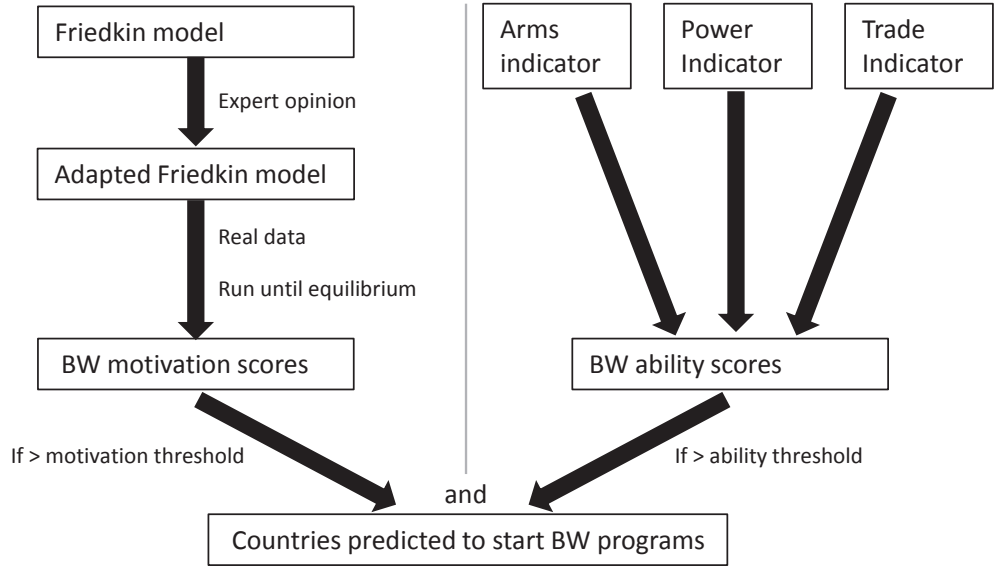 Friedkin model
Expert opinion
Adapted Friedkin model
Real data
Run until equilibrium
BW motivation scores
If > motivation threshold
Arms
indicator
Power
Indicator
Trade
Indicator
BW ability scores
If > ability threshold
and
Countries predicted to start BW programs